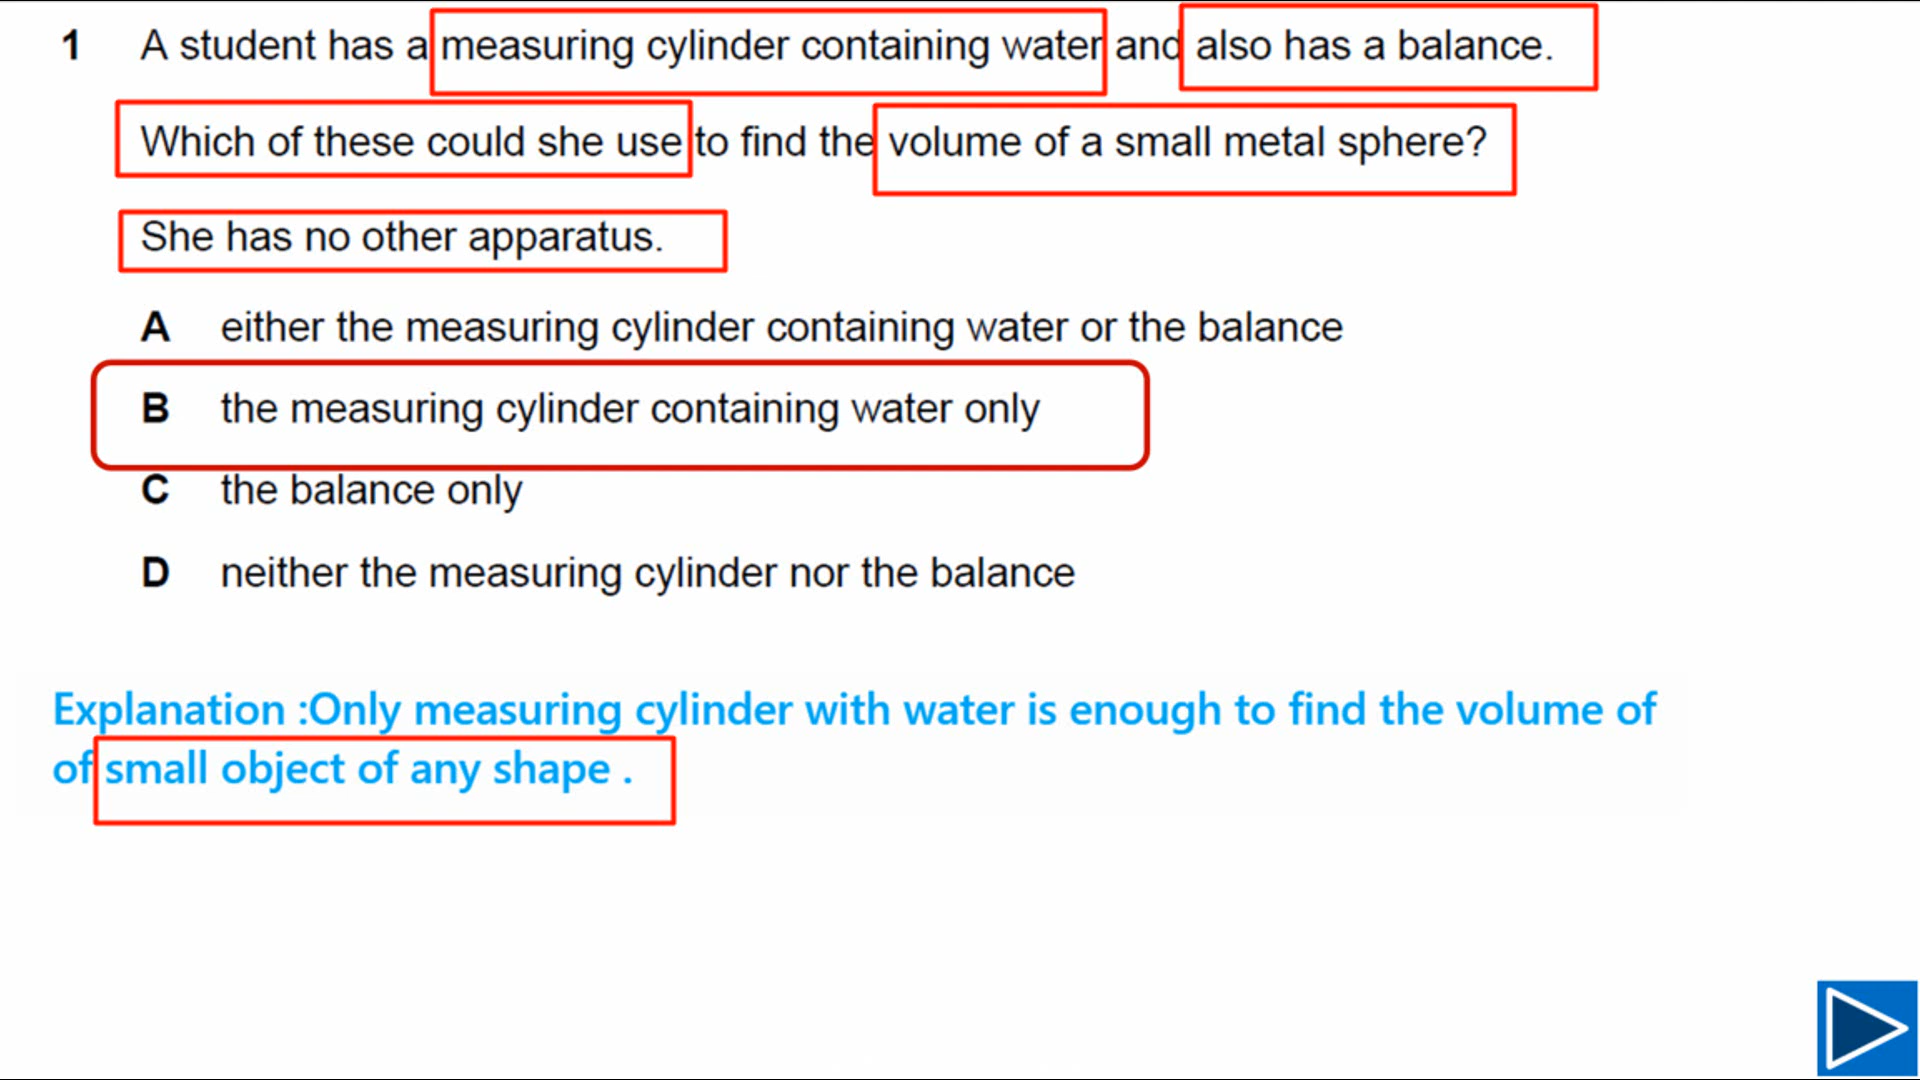 1 A student has a measuring cylinder containing water and also has a balance.
Which of these could she use to find the volume of a small metal sphere?
She has no other apparatus.
A either the measuring cylinder containing water or the balance
B the measuring cylinder containing water only
C the balance only
D neither the measuring cylinder nor the balance
Explanation :Only measuring cylinder with water is enough to find the volume of
of small object of any shape .